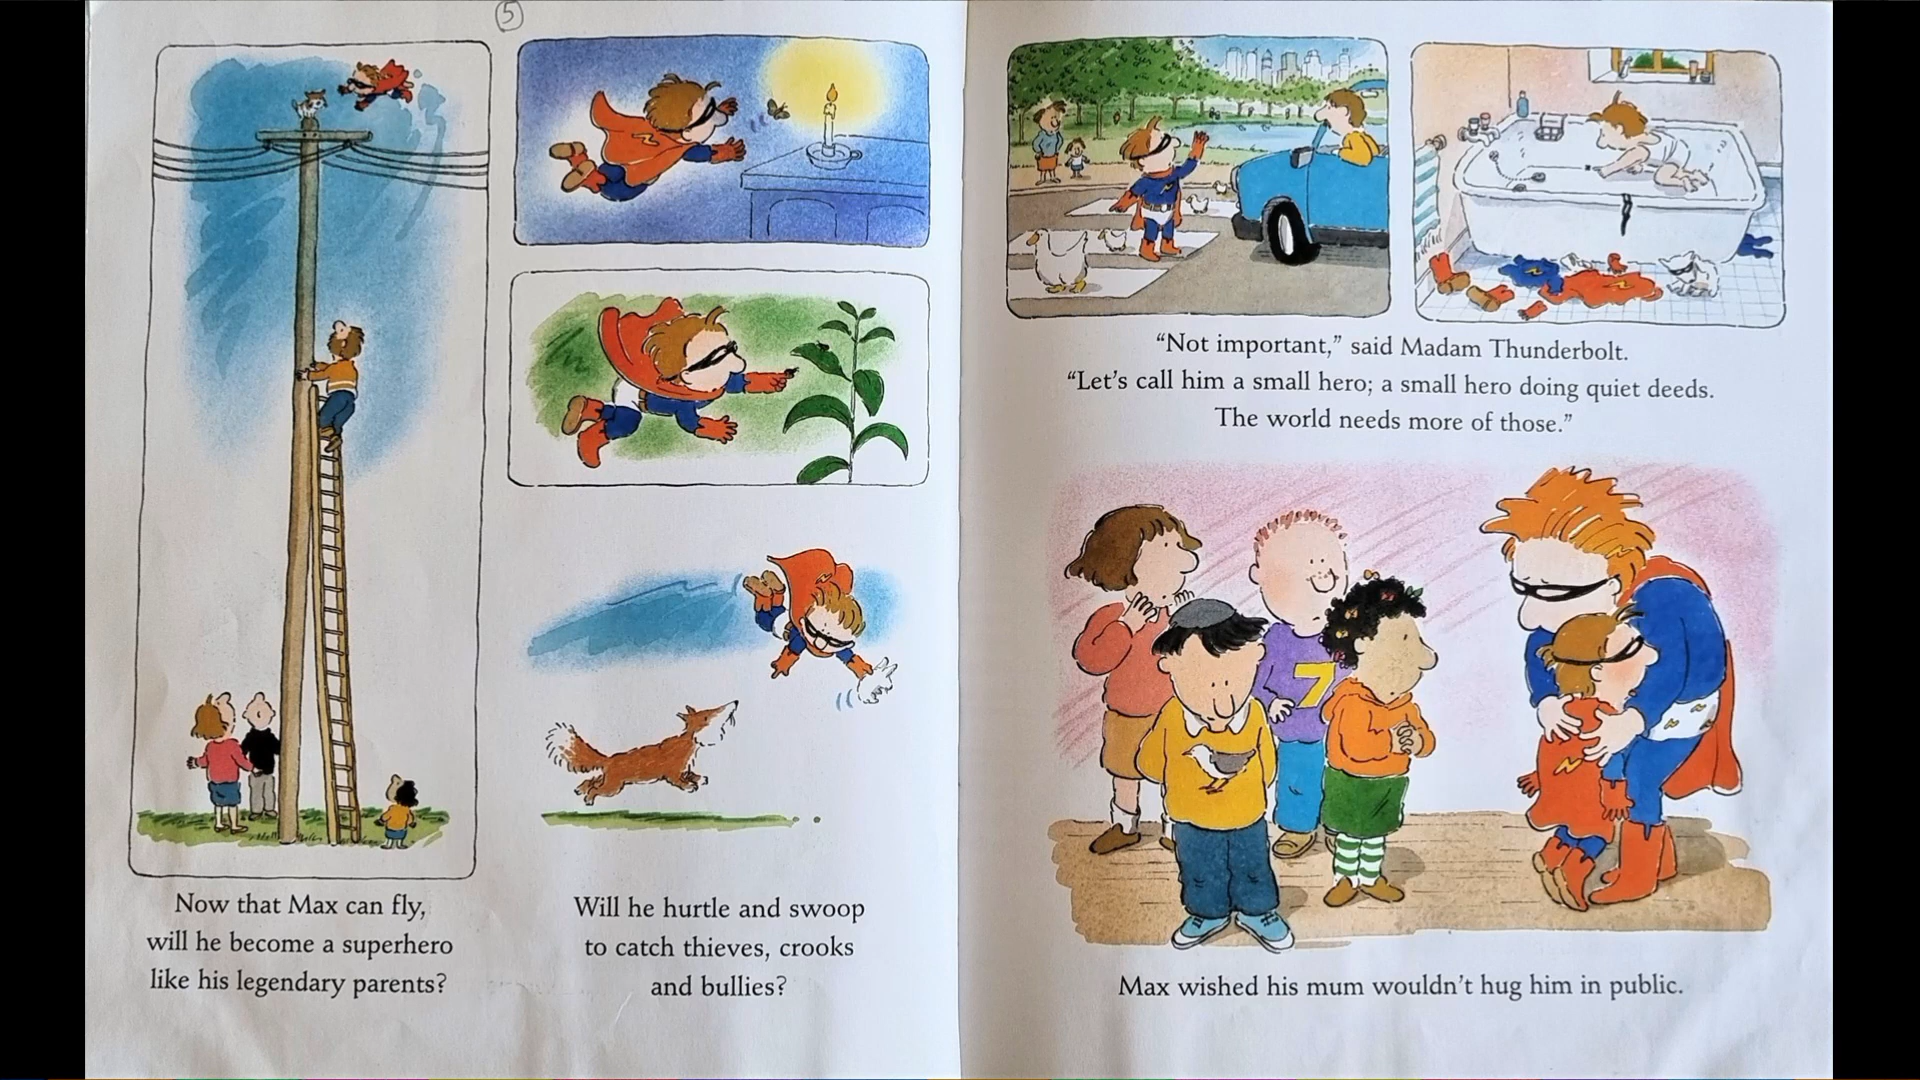 5
Now that Max can fly,
will he become a superhero
like his legendary parents?
Will he hurtle and swoop
to catch thieves, crooks
and bullies?
“Not important,” said Madam Thunderbolt.
“Let’s call him a small hero; a small hero doing quiet deeds.
The world needs more of those.”
7
Max wished his mum wouldn’t hug him in public.